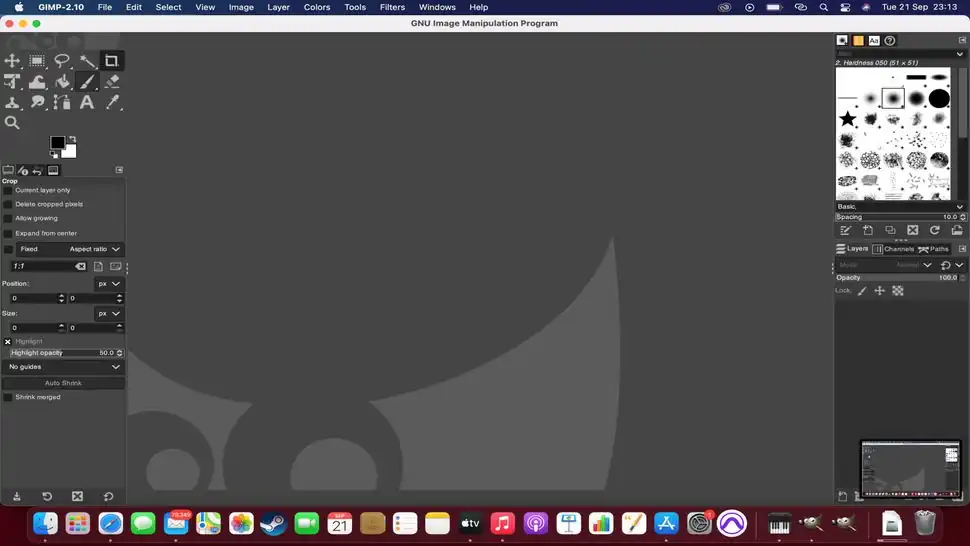 GIMP-2.10 File Edit Select View Image Layer Colors Tools Filters Windows Help Tue 21 Sep 23:13
GNU Image Manipulation Program
2. Hardness 050 (51 × 51)
Crop
Current layer only
Delete cropped pixels
Allow growing
Expand from center
Fixed Aspect ratio
1:1
Position: px
0 0
Size: px
0 0
Highlight
Highlight opacity 50.0
No guides
Auto Shrink
Shrink merged
Basic,
Spacing 10.0
Layers Channels Paths
Mode Normal
Opacity 100.0
Lock:
SEP
21
tv